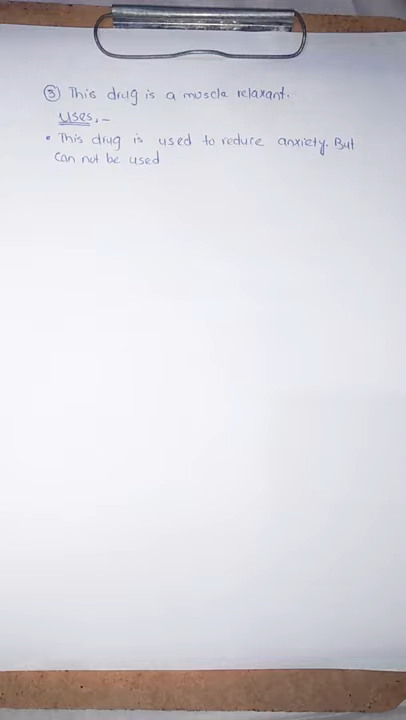 ③ This drug is a muscle relaxant.
Uses.-
• This drug is used to reduce anxiety. But
can not be used